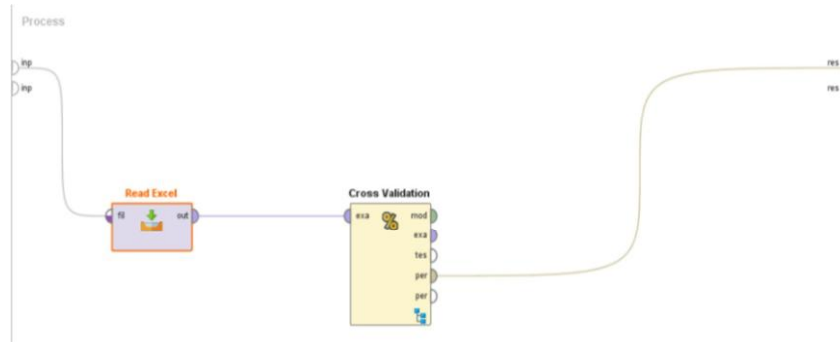 Process
inp
res
inp
res
Read Excel
Cross Validation
fil
out
exa
%
mod
exa
tes
per
per